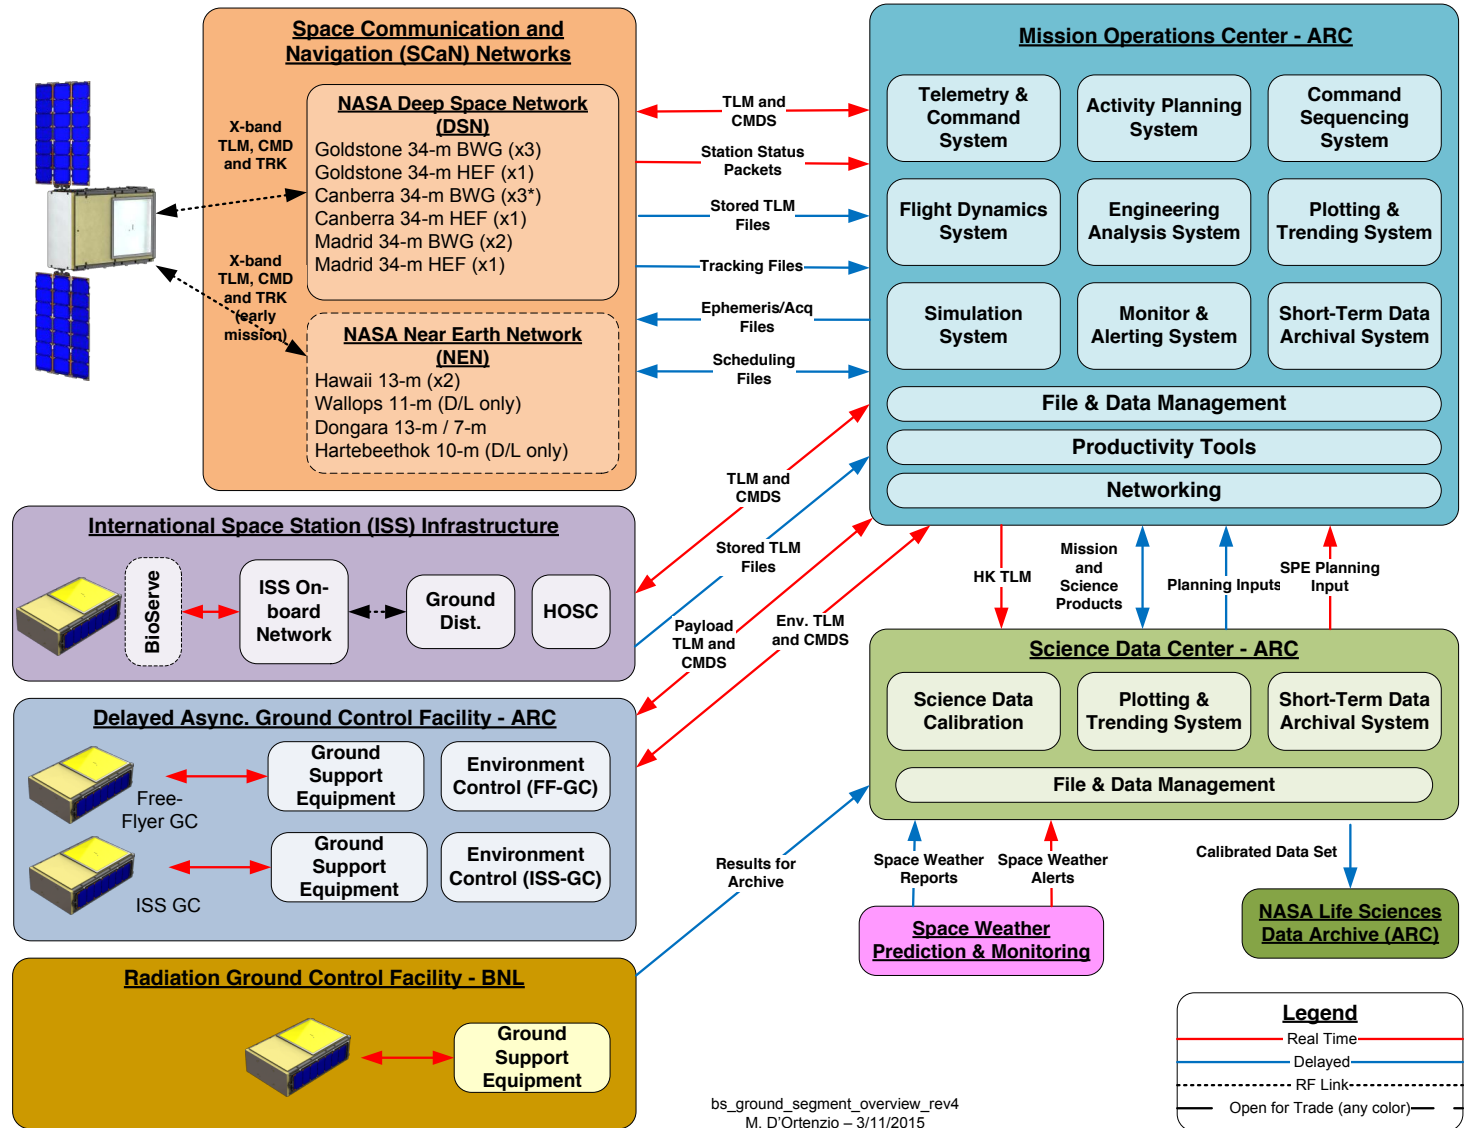 Space Communication and
Navigation (SCaN) Networks
NASA Deep Space Network
(DSN)
Goldstone 34-m BWG (x3)
Goldstone 34-m HEF (x1)
Canberra 34-m BWG (x3*)
Canberra 34-m HEF (x1)
Madrid 34-m BWG (x2)
Madrid 34-m HEF (x1)
X-band
TLM, CMD
and TRK
X-band
TLM, CMD
and TRK
(early
mission)
NASA Near Earth Network
(NEN)
Hawaii 13-m (x2)
Wallops 11-m (D/L only)
Dongara 13-m / 7-m
Hartebeethok 10-m (D/L only)
TLM and
CMDS
Station Status
Packets
Stored TLM
Files
Tracking Files
Ephemeris/Acq
Files
Scheduling
Files
Mission Operations Center - ARC
Telemetry &
Command
System
Activity Planning
System
Command
Sequencing
System
Flight Dynamics
System
Engineering
Analysis System
Plotting &
Trending System
Simulation
System
Monitor &
Alerting System
Short-Term Data
Archival System
File & Data Management
Productivity Tools
Networking
TLM and
CMDS
Stored TLM
Files
Payload
TLM and
CMDS
Env. TLM
and CMDS
International Space Station (ISS) Infrastructure
BioServe
ISS On-
board
Network
Ground
Dist.
HOSC
HK TLM
Mission
and
Science
Products
Planning Inputs
SPE Planning
Input
Science Data Center - ARC
Science Data
Calibration
Plotting &
Trending System
Short-Term Data
Archival System
File & Data Management
Delayed Async. Ground Control Facility - ARC
Free-
Flyer GC
Ground
Support
Equipment
Environment
Control (FF-GC)
ISS GC
Ground
Support
Equipment
Environment
Control (ISS-GC)
Results for
Archive
Space Weather
Reports
Space Weather
Alerts
Calibrated Data Set
Space Weather
Prediction & Monitoring
NASA Life Sciences
Data Archive (ARC)
Radiation Ground Control Facility - BNL
Ground
Support
Equipment
Legend
Real Time
Delayed
RF Link
Open for Trade (any color)
bs_ground_segment_overview_rev4
M. D'Ortenzio – 3/11/2015